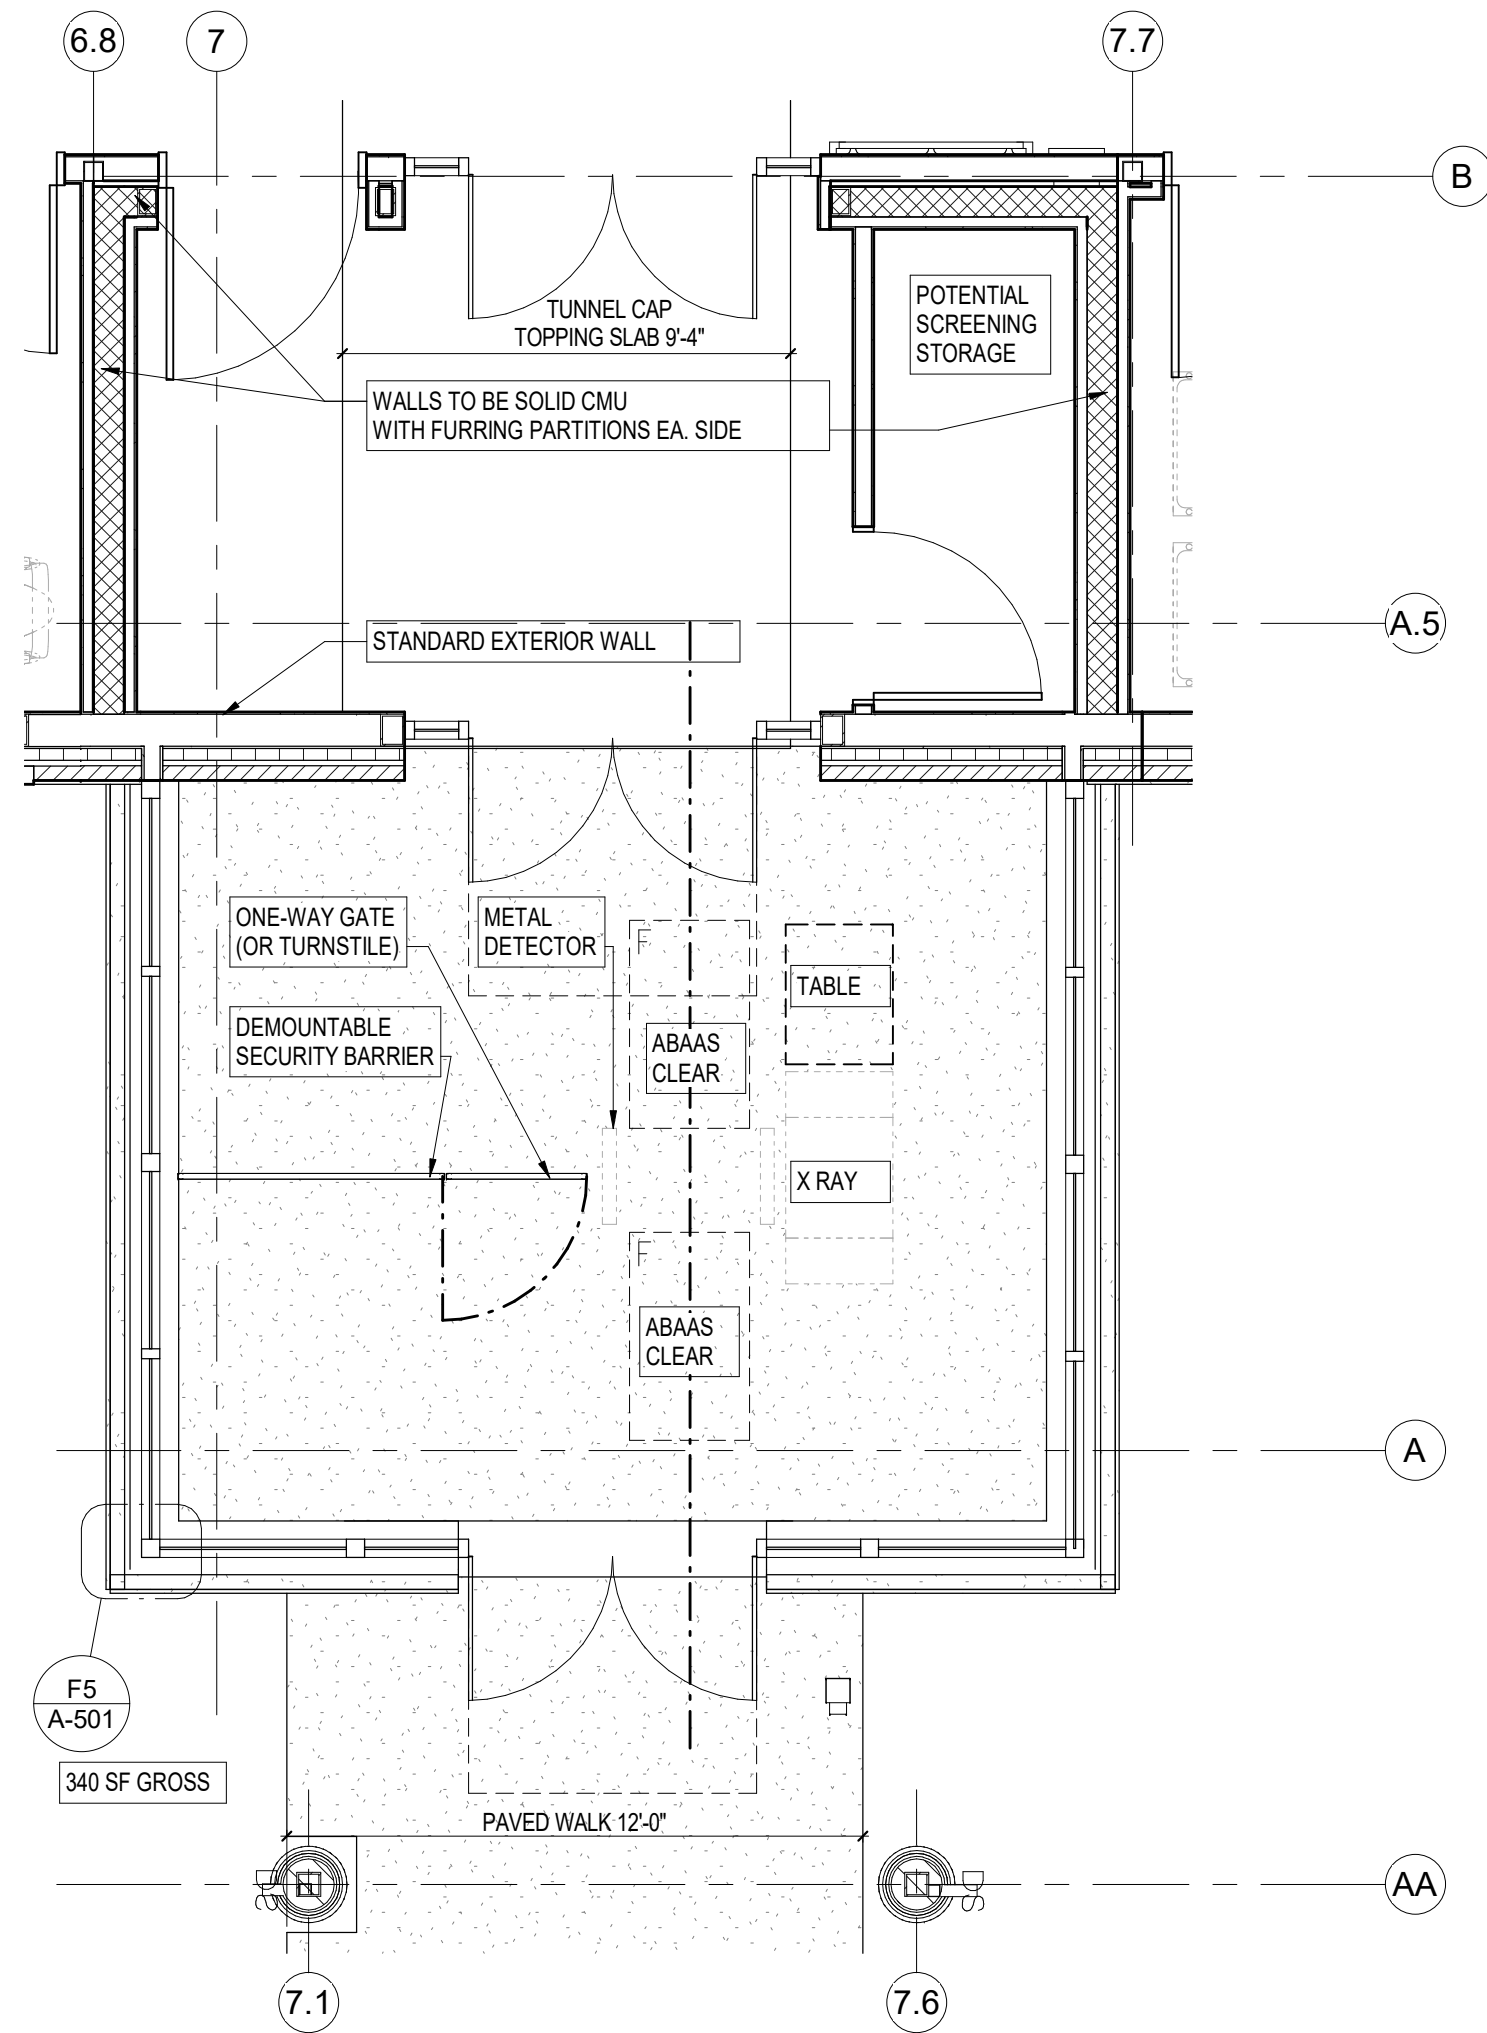 6.8
7
7.7
B
TUNNEL CAP
TOPPING SLAB 9'-4"
POTENTIAL
SCREENING
STORAGE
WALLS TO BE SOLID CMU
WITH FURRING PARTITIONS EA. SIDE
A.5
STANDARD EXTERIOR WALL
ONE-WAY GATE
(OR TURNSTILE)
METAL
DETECTOR
TABLE
DEMOUNTABLE
SECURITY BARRIER
ABAAS
CLEAR
X RAY
ABAAS
CLEAR
A
F5
A-501
340 SF GROSS
PAVED WALK 12'-0"
AA
7.1
7.6